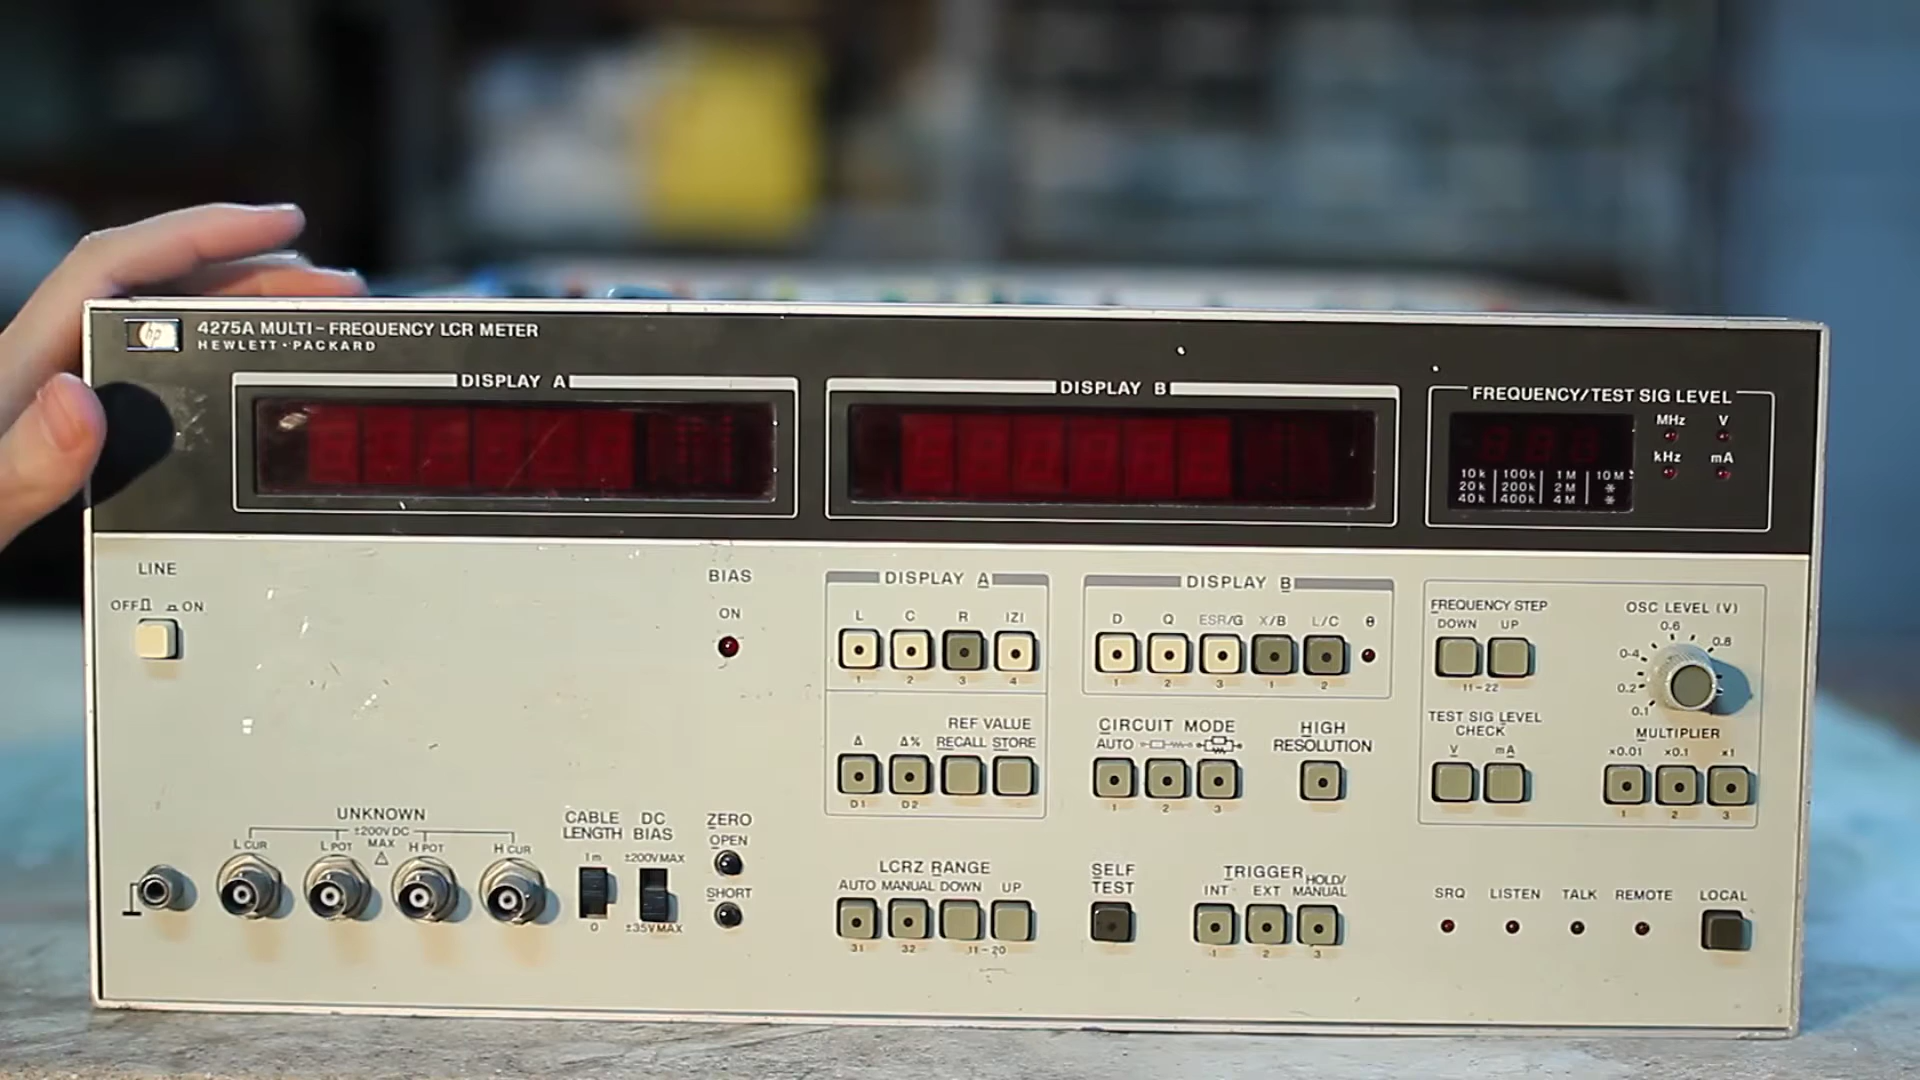 hp
4275A MULTI-FREQUENCY LCR METER
HEWLETT·PACKARD
DISPLAY A
DISPLAY B
FREQUENCY/TEST SIG LEVEL
MHz V
kHz mA
10k 100k 1M 10M
20k 200k 2M *
40k 400k 4M *
LINE
OFF ON
BIAS
ON
DISPLAY A
L C R |Z|
1 2 3 4
REF VALUE
Δ Δ% RECALL STORE
D1 D2
DISPLAY B
D Q ESR/G X/B L/C θ
1 2 3 1 2
CIRCUIT MODE
AUTO
1 2 3
HIGH
RESOLUTION
FREQUENCY STEP
DOWN UP
11-22
OSC LEVEL (V)
0.6
0.4 0.8
0.2
0.1
TEST SIG LEVEL
CHECK
V mA
MULTIPLIER
×0.01 ×0.1 ×1
1 2 3
UNKNOWN
±200V DC
MAX
L CUR L POT H POT H CUR
CABLE
LENGTH
1m
0
DC
BIAS
±200V MAX
±35V MAX
ZERO
OPEN
SHORT
LCRZ RANGE
AUTO MANUAL DOWN UP
31 32 11-20
SELF
TEST
TRIGGER
INT EXT HOLD/
MANUAL
1 2 3
SRQ LISTEN TALK REMOTE LOCAL